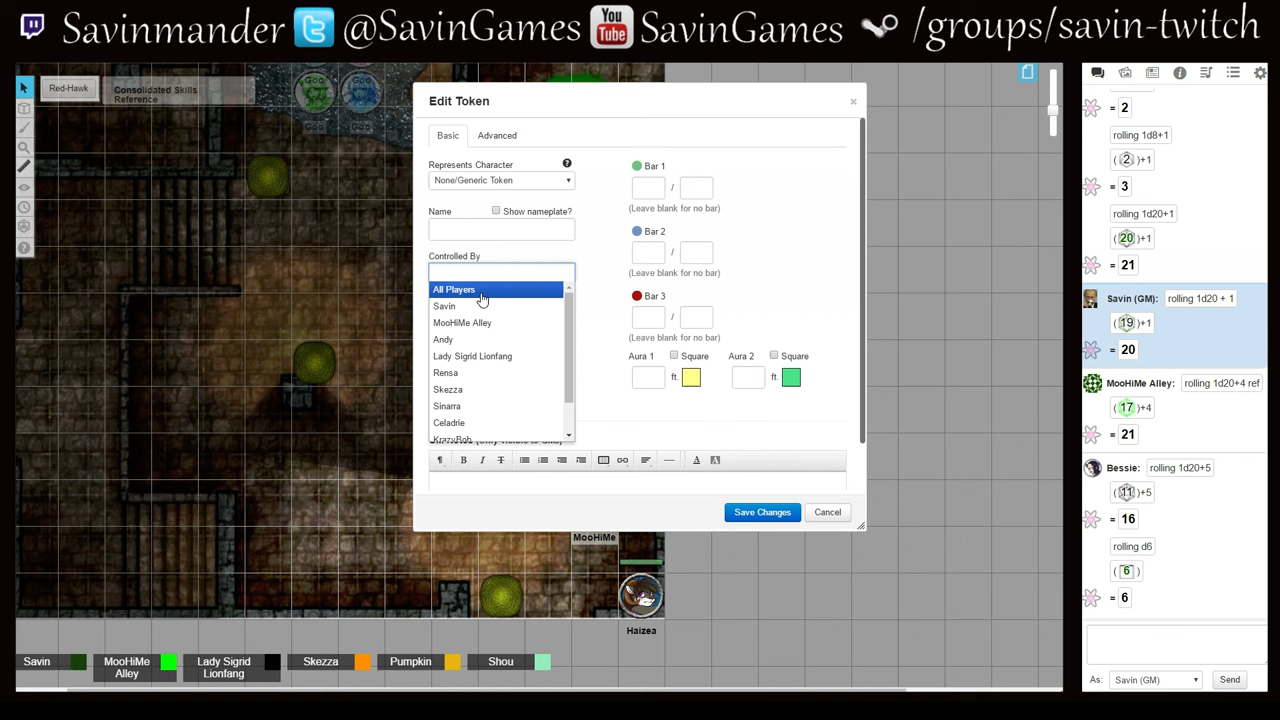 Savinmander @SavinGames You Tube SavinGames /groups/savin-twitch
Red-Hawk
Consolidated Skills
Reference
Goo Goo
Edit Token ×
Basic Advanced
Represents Character ?
None/Generic Token
Name Show nameplate?
Controlled By
All Players
Savin
MooHiMe Alley
Andy
Lady Sigrid Lionfang
Rensa
Skezza
Sinarra
Celadrie
KrazyBob
Bar 1
/
(Leave blank for no bar)
Bar 2
/
(Leave blank for no bar)
Bar 3
/
(Leave blank for no bar)
Aura 1 Square Aura 2 Square
ft. ft.
Save Changes Cancel
MooHiMe
Haizea
Savin
MooHiMe
Alley
Lady Sigrid
Lionfang
Skezza
Pumpkin
Shou
= 2
rolling 1d8+1
(2)+1
= 3
rolling 1d20+1
(20)+1
= 21
Savin (GM): rolling 1d20 + 1
(19)+1
= 20
MooHiMe Alley: rolling 1d20+4 ref
(17)+4
= 21
Bessie: rolling 1d20+5
(11)+5
= 16
rolling d6
(6)
= 6
As: Savin (GM) Send